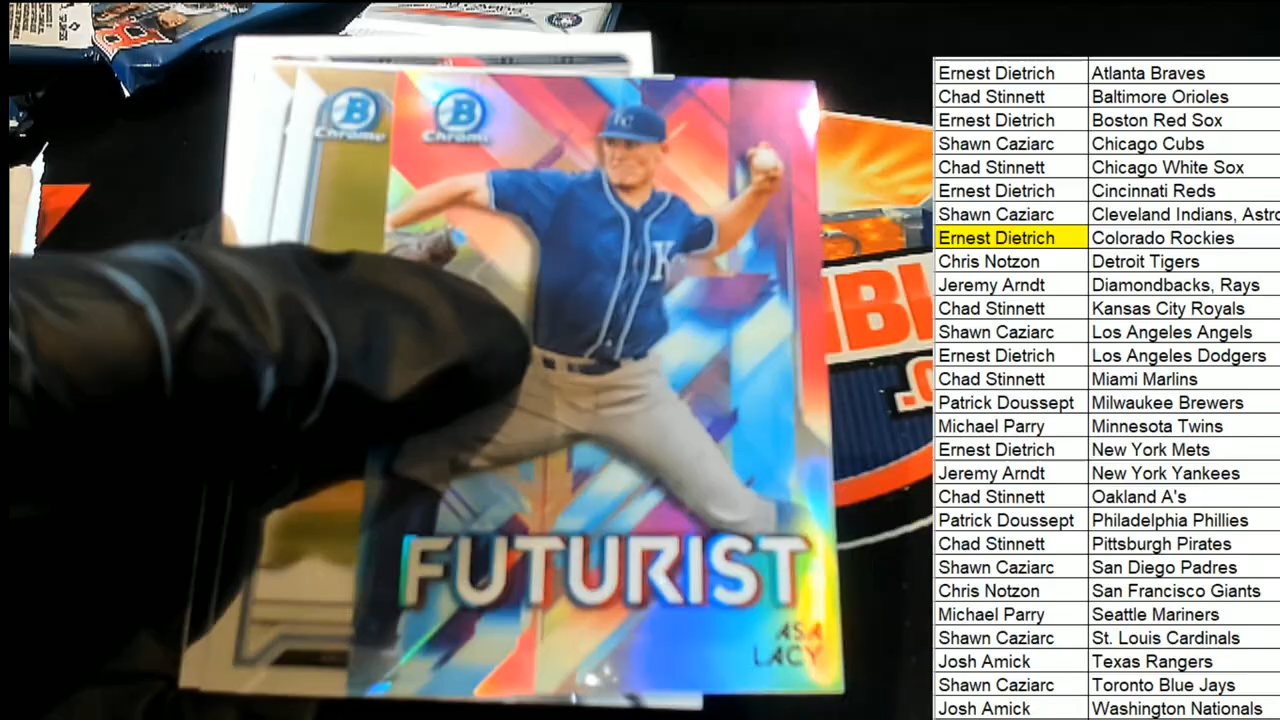 B
Chrome
B
Chrome
KC
K
FUTURIST
ASA
LACY
Ernest Dietrich Atlanta Braves
Chad Stinnett Baltimore Orioles
Ernest Dietrich Boston Red Sox
Shawn Caziarc Chicago Cubs
Chad Stinnett Chicago White Sox
Ernest Dietrich Cincinnati Reds
Shawn Caziarc Cleveland Indians, Astro
Ernest Dietrich Colorado Rockies
Chris Notzon Detroit Tigers
Jeremy Arndt Diamondbacks, Rays
Chad Stinnett Kansas City Royals
Shawn Caziarc Los Angeles Angels
Ernest Dietrich Los Angeles Dodgers
Chad Stinnett Miami Marlins
Patrick Doussept Milwaukee Brewers
Michael Parry Minnesota Twins
Ernest Dietrich New York Mets
Jeremy Arndt New York Yankees
Chad Stinnett Oakland A's
Patrick Doussept Philadelphia Phillies
Chad Stinnett Pittsburgh Pirates
Shawn Caziarc San Diego Padres
Chris Notzon San Francisco Giants
Michael Parry Seattle Mariners
Shawn Caziarc St. Louis Cardinals
Josh Amick Texas Rangers
Shawn Caziarc Toronto Blue Jays
Josh Amick Washington Nationals